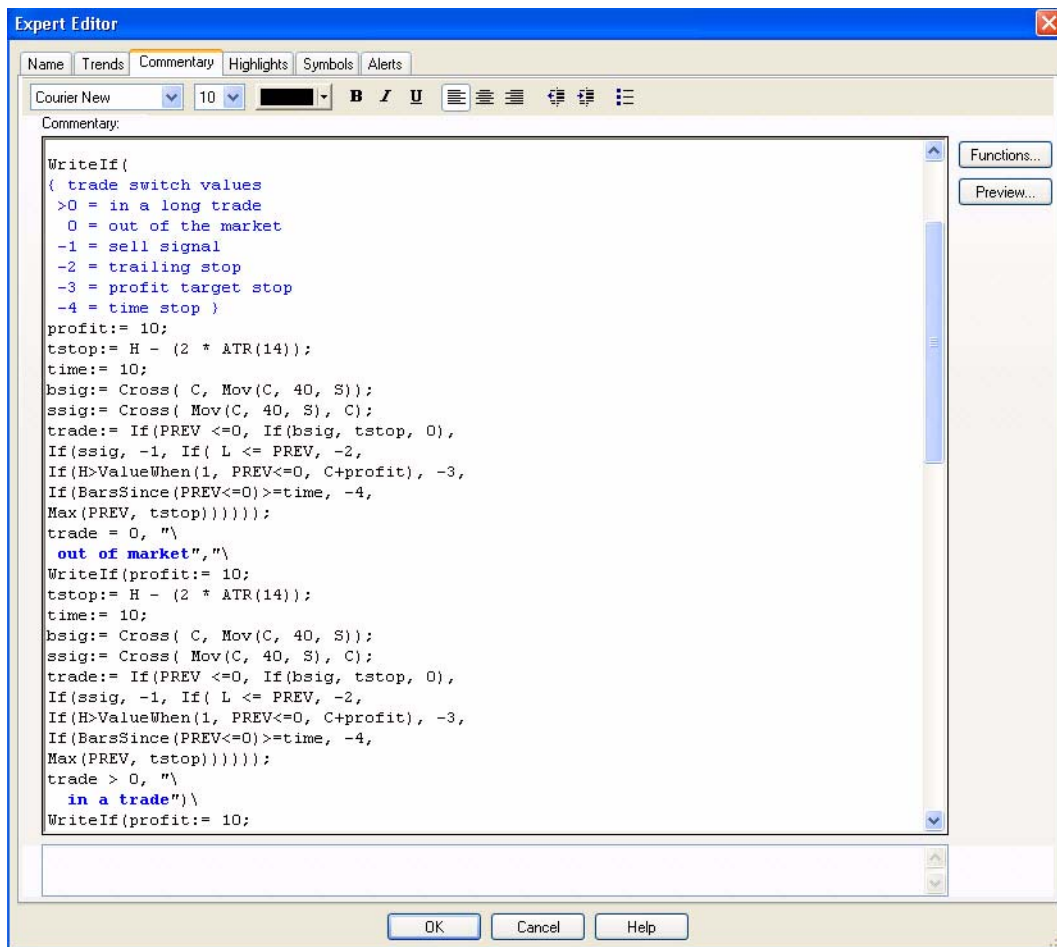 Expert Editor
Name Trends Commentary Highlights Symbols Alerts
Courier New 10 B I U
Commentary:
Functions...
Preview...
WriteIf(
{ trade switch values
>0 = in a long trade
0 = out of the market
-1 = sell signal
-2 = trailing stop
-3 = profit target stop
-4 = time stop }
profit:= 10;
tstop:= H - (2 * ATR(14));
time:= 10;
bsig:= Cross( C, Mov(C, 40, S));
ssig:= Cross( Mov(C, 40, S), C);
trade:= If(PREV <=0, If(bsig, tstop, 0),
If(ssig, -1, If( L <= PREV, -2,
If(H>ValueWhen(1, PREV<=0, C+profit), -3,
If(BarsSince(PREV<=0)>=time, -4,
Max(PREV, tstop))))));
trade = 0, "\
out of market","\
WriteIf(profit:= 10;
tstop:= H - (2 * ATR(14));
time:= 10;
bsig:= Cross( C, Mov(C, 40, S));
ssig:= Cross( Mov(C, 40, S), C);
trade:= If(PREV <=0, If(bsig, tstop, 0),
If(ssig, -1, If( L <= PREV, -2,
If(H>ValueWhen(1, PREV<=0, C+profit), -3,
If(BarsSince(PREV<=0)>=time, -4,
Max(PREV, tstop))))));
trade > 0, "\
in a trade")\
WriteIf(profit:= 10;
OK Cancel Help